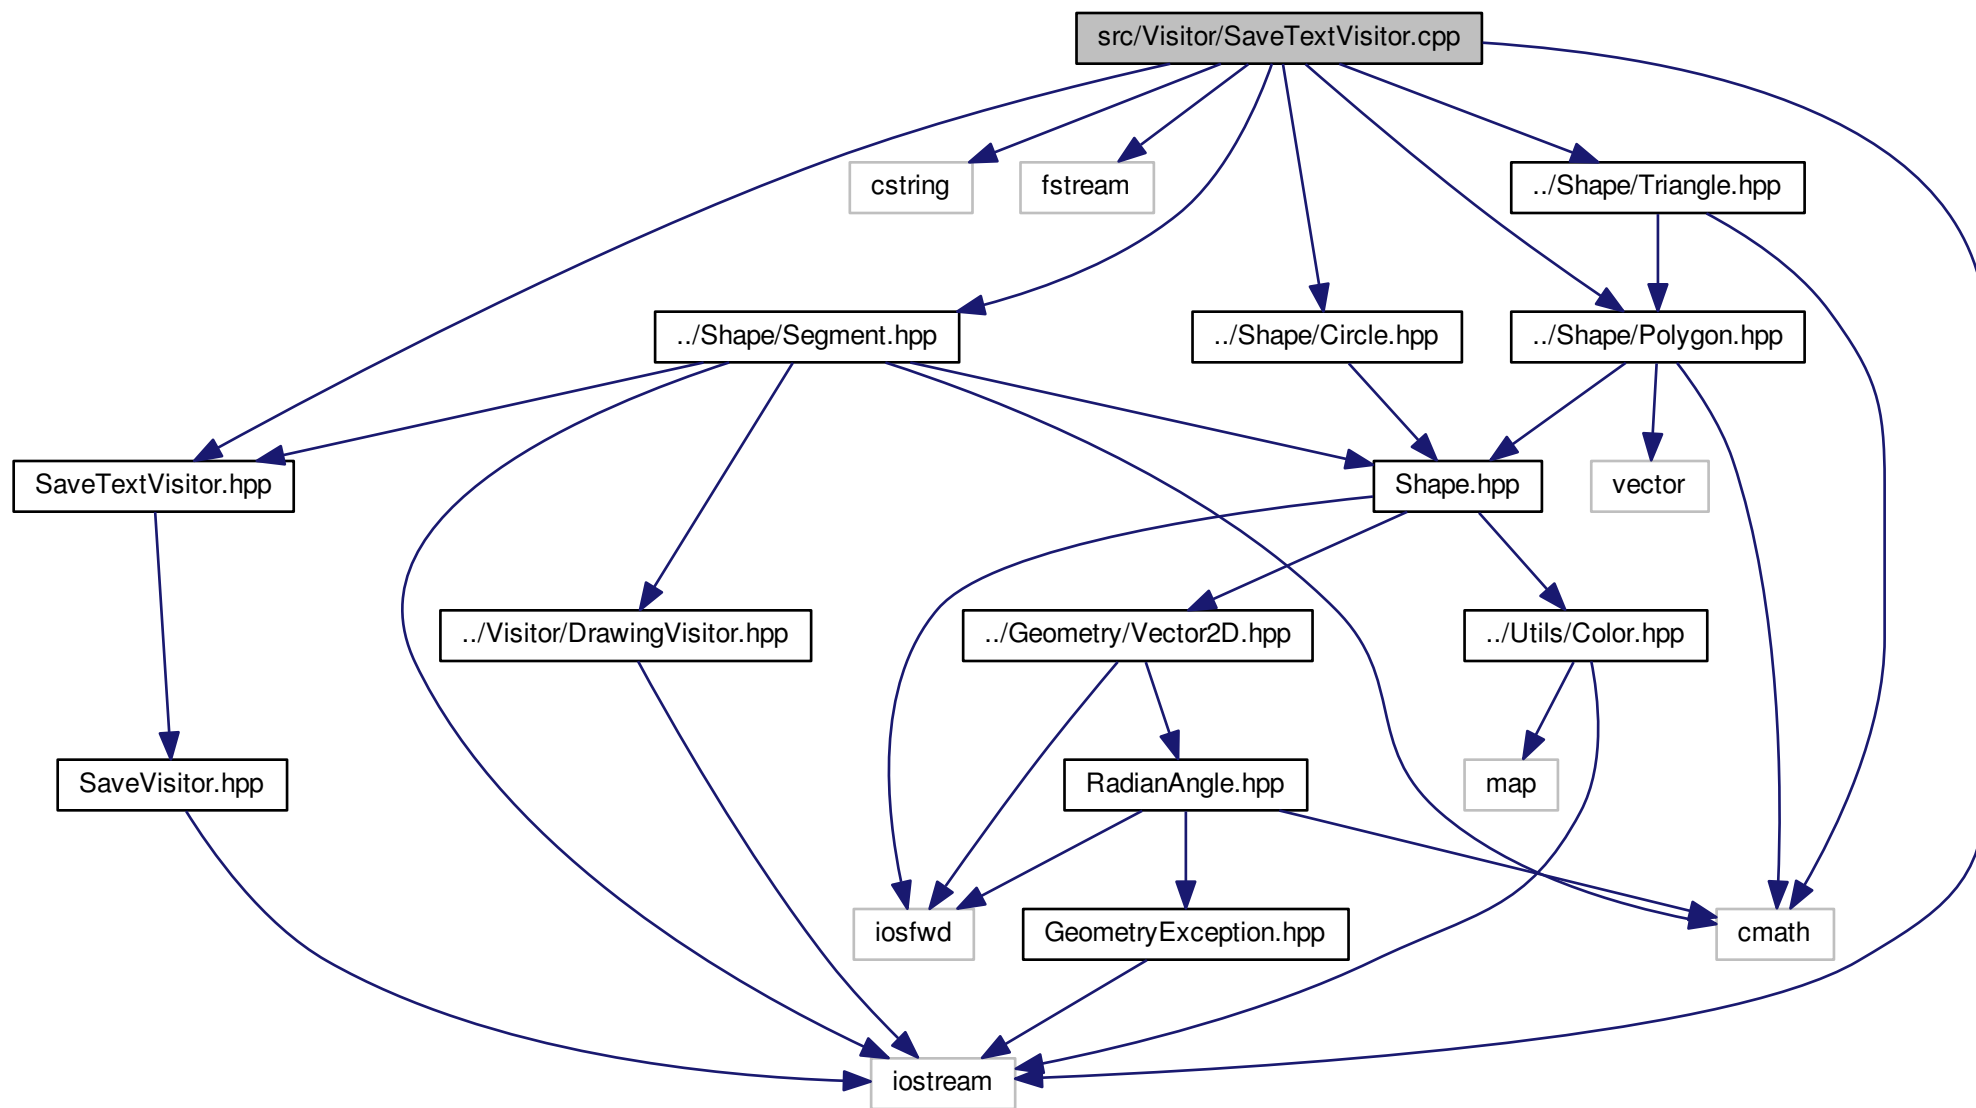 src/Visitor/SaveTextVisitor.cpp
cstring
fstream
../Shape/Triangle.hpp
../Shape/Segment.hpp
../Shape/Circle.hpp
../Shape/Polygon.hpp
SaveTextVisitor.hpp
Shape.hpp
vector
../Visitor/DrawingVisitor.hpp
../Geometry/Vector2D.hpp
../Utils/Color.hpp
SaveVisitor.hpp
RadianAngle.hpp
map
iosfwd
GeometryException.hpp
cmath
iostream